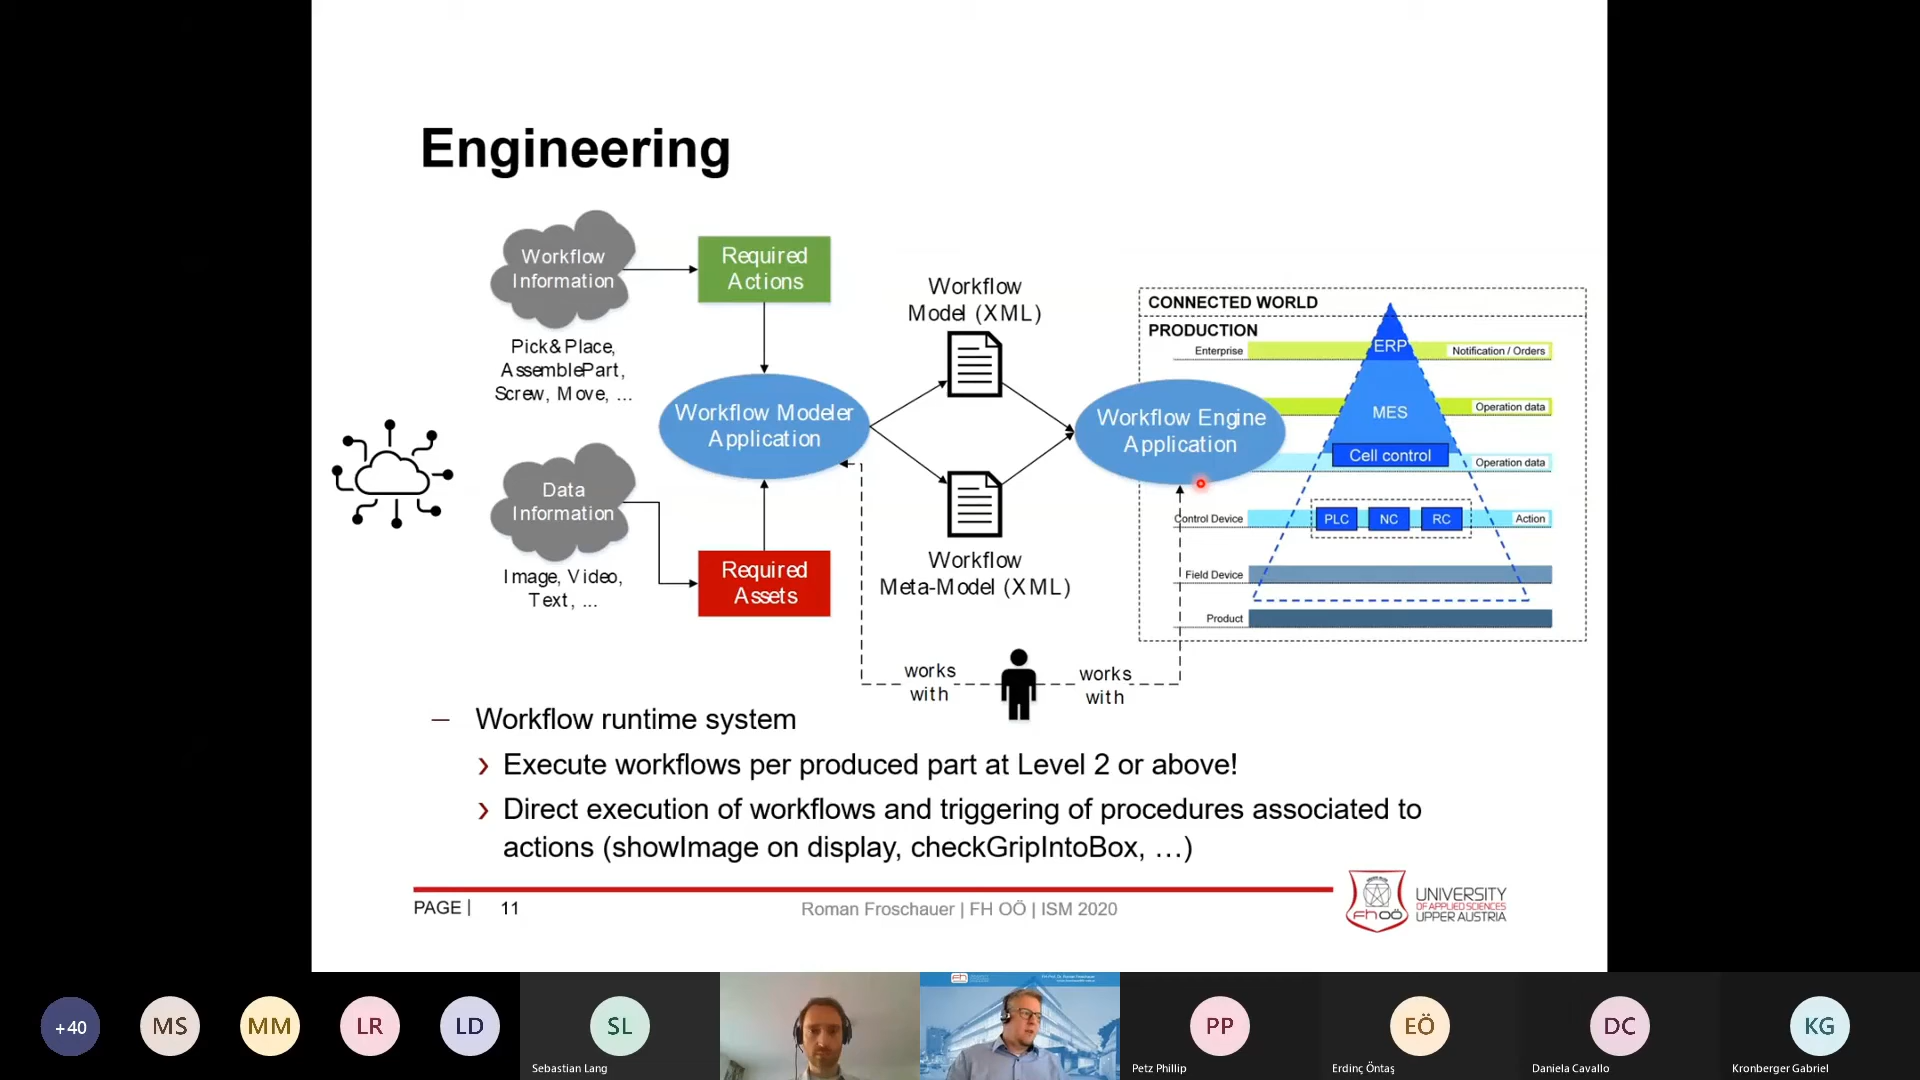 Engineering
Workflow
Information
Required
Actions
Pick&Place,
AssemblePart,
Screw, Move, ...
Workflow Modeler
Application
Data
Information
Image, Video,
Text, ...
Required
Assets
Workflow
Model (XML)
Workflow
Meta-Model (XML)
Workflow Engine
Application
CONNECTED WORLD
PRODUCTION
Enterprise
ERP
Notification / Orders
MES
Operation data
Cell control
Operation data
Control Device
PLC
NC
RC
Action
Field Device
Product
works
with
works
with
– Workflow runtime system
› Execute workflows per produced part at Level 2 or above!
› Direct execution of workflows and triggering of procedures associated to
actions (showImage on display, checkGripIntoBox, …)
PAGE | 11
Roman Froschauer | FH OÖ | ISM 2020
fh oö
UNIVERSITY
OF APPLIED SCIENCES
UPPER AUSTRIA
+40
MS
MM
LR
LD
SL
Sebastian Lang
PP
Petz Phillip
EÖ
Erdinç Öntaş
DC
Daniela Cavallo
KG
Kronberger Gabriel